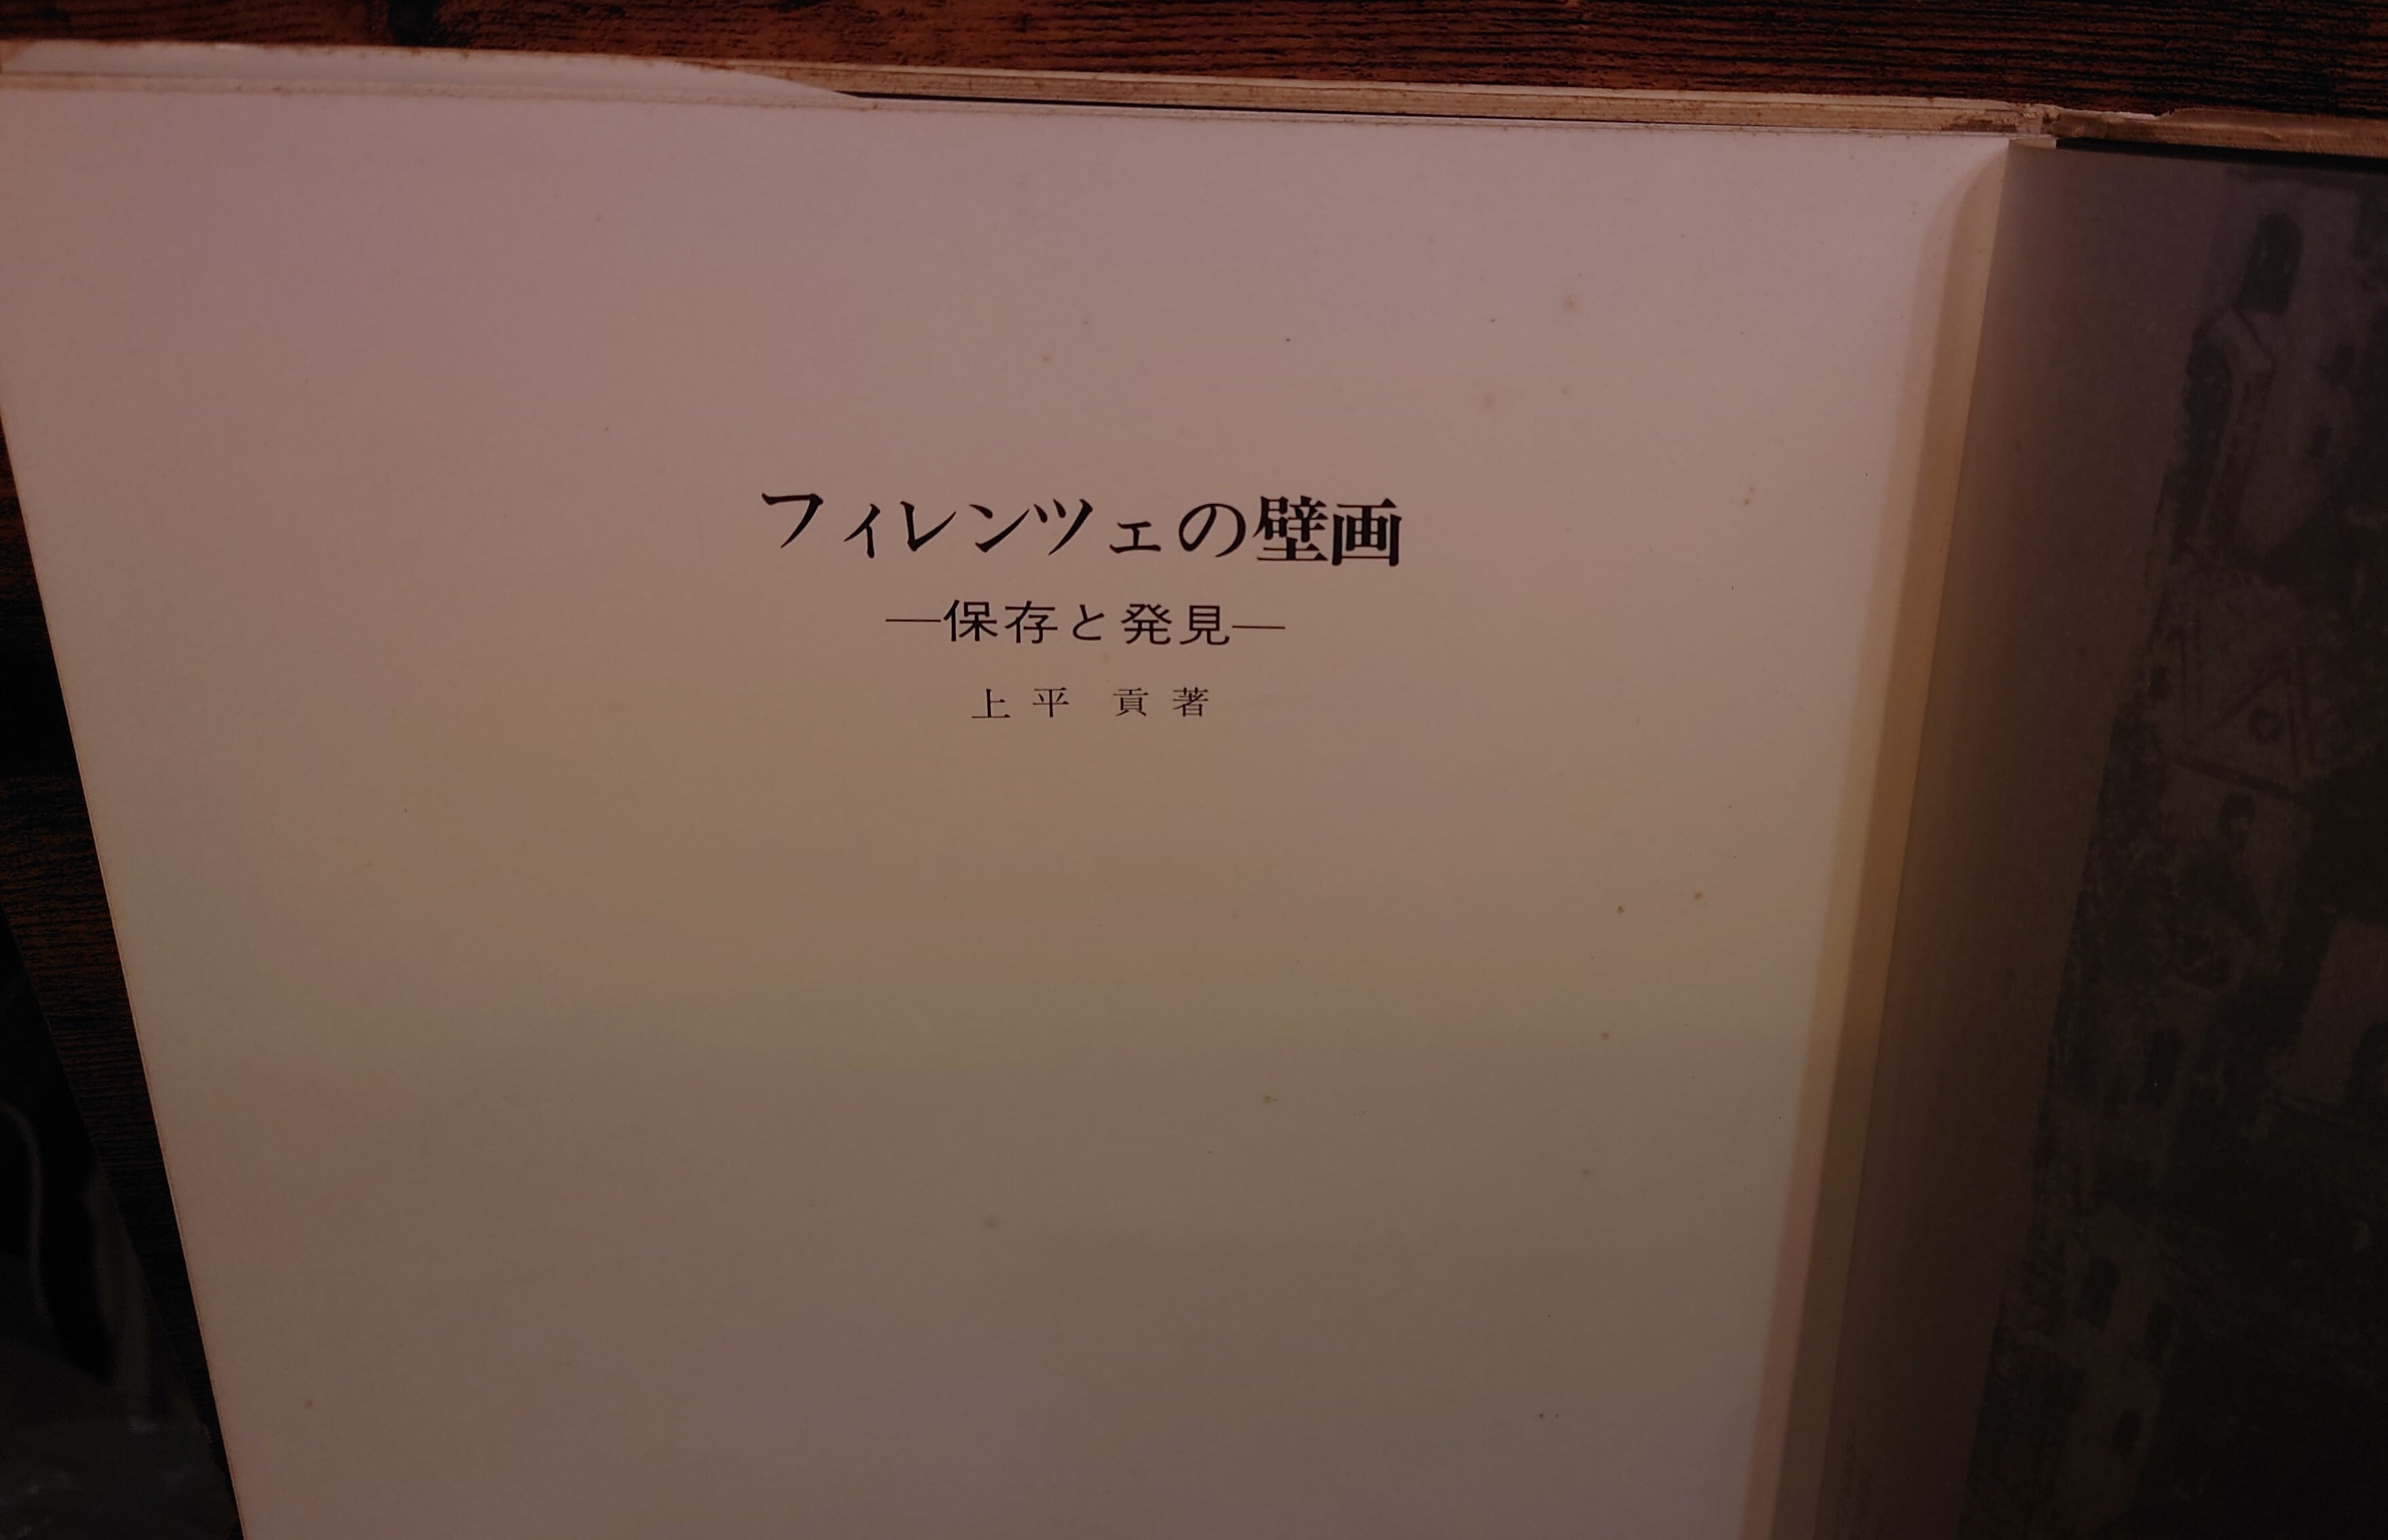 フィレンツェの壁画
―保存と発見―
上平 貢著